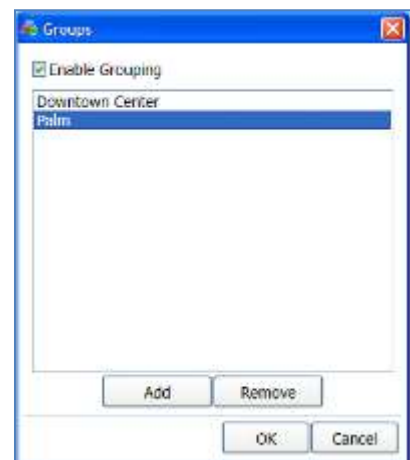 Groups
Enable Grouping
Downtown Center
Palm
Add Remove
OK Cancel